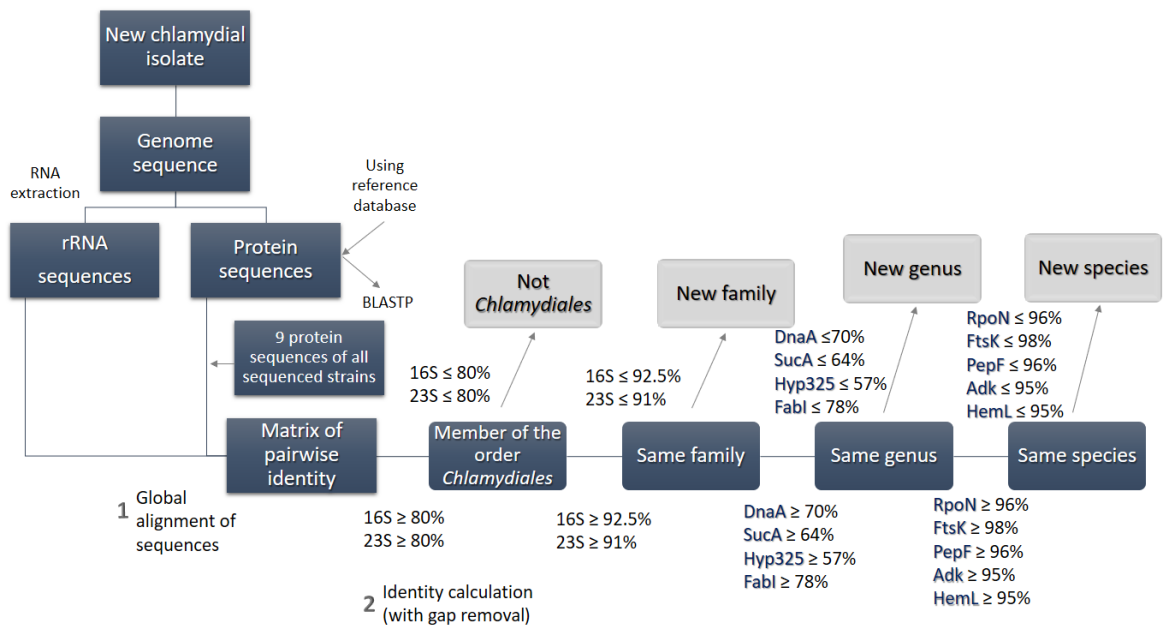 New chlamydial
isolate
Genome
sequence
RNA
extraction
Using
reference
database
rRNA
sequences
Protein
sequences
BLASTP
9 protein
sequences of all
sequenced strains
Not
Chlamydiales
New family
New genus
New species
16S ≤ 80%
23S ≤ 80%
16S ≤ 92.5%
23S ≤ 91%
DnaA ≤70%
SucA ≤ 64%
Hyp325 ≤ 57%
FabI ≤ 78%
RpoN ≤ 96%
FtsK ≤ 98%
PepF ≤ 96%
Adk ≤ 95%
HemL ≤ 95%
Matrix of
pairwise
identity
Member of the
order
Chlamydiales
Same family
Same genus
Same species
1 Global
alignment of
sequences
16S ≥ 80%
23S ≥ 80%
16S ≥ 92.5%
23S ≥ 91%
DnaA ≥ 70%
SucA ≥ 64%
Hyp325 ≥ 57%
FabI ≥ 78%
RpoN ≥ 96%
FtsK ≥ 98%
PepF ≥ 96%
Adk ≥ 95%
HemL ≥ 95%
2 Identity calculation
(with gap removal)